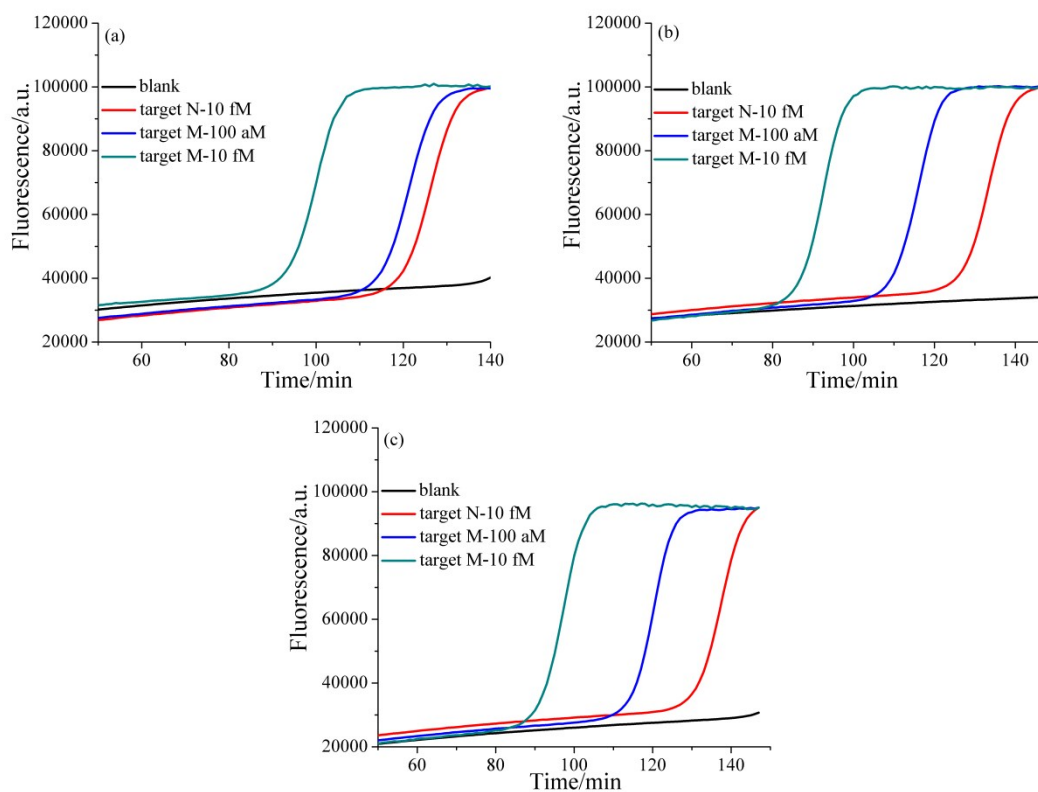 (a)
120000
100000
80000
60000
40000
20000
Fluorescence/a.u.
blank
target N-10 fM
target M-100 aM
target M-10 fM
60 80 100 120 140
Time/min
(b)
120000
100000
80000
60000
40000
20000
Fluorescence/a.u.
blank
target N-10 fM
target M-100 aM
target M-10 fM
60 80 100 120 140
Time/min
(c)
120000
100000
80000
60000
40000
20000
Fluorescence/a.u.
blank
target N-10 fM
target M-100 aM
target M-10 fM
60 80 100 120 140
Time/min